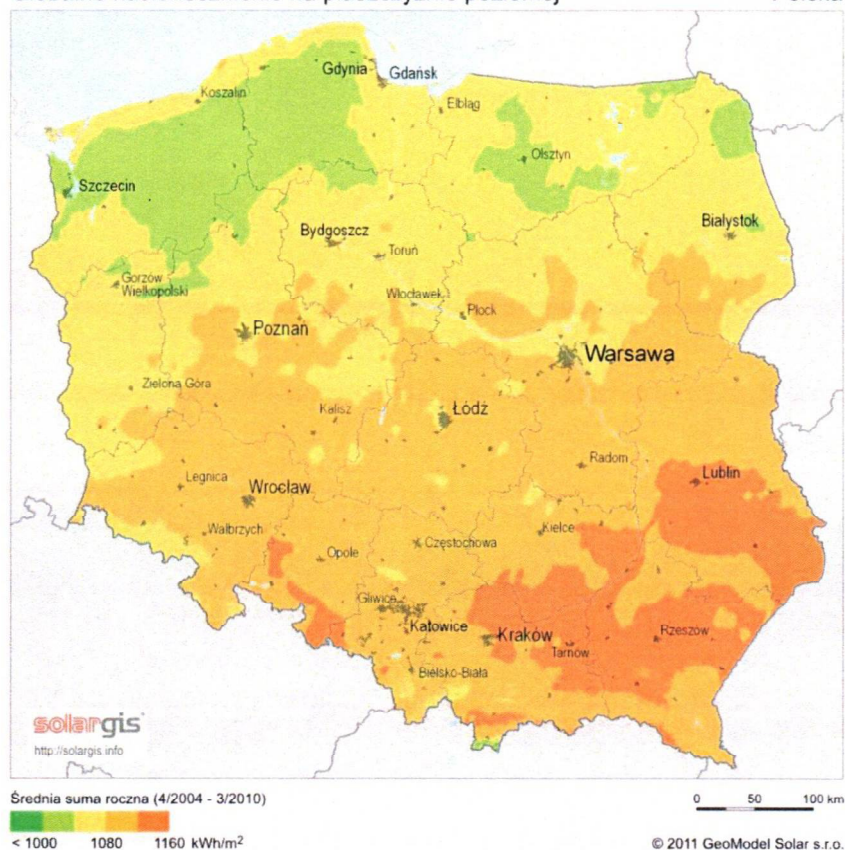 Gdynia
Gdańsk
Koszalin
Elbląg
Olsztyn
Szczecin
Białystok
Bydgoszcz
Toruń
Gorzów
Wielkopolski
Włocławek
Płock
Poznań
Warsawa
Zielona Góra
Kalisz
Łódź
Radom
Legnica
Wrocław
Lublin
Wałbrzych
Kielce
Opole
Częstochowa
Gliwice
Katowice
Kraków
Rzeszów
Tarnów
Bielsko-Biała
solargis
http://solargis.info
Średnia suma roczna (4/2004 - 3/2010)
0 50 100 km
< 1000 1080 1160 kWh/m²
© 2011 GeoModel Solar s.r.o.